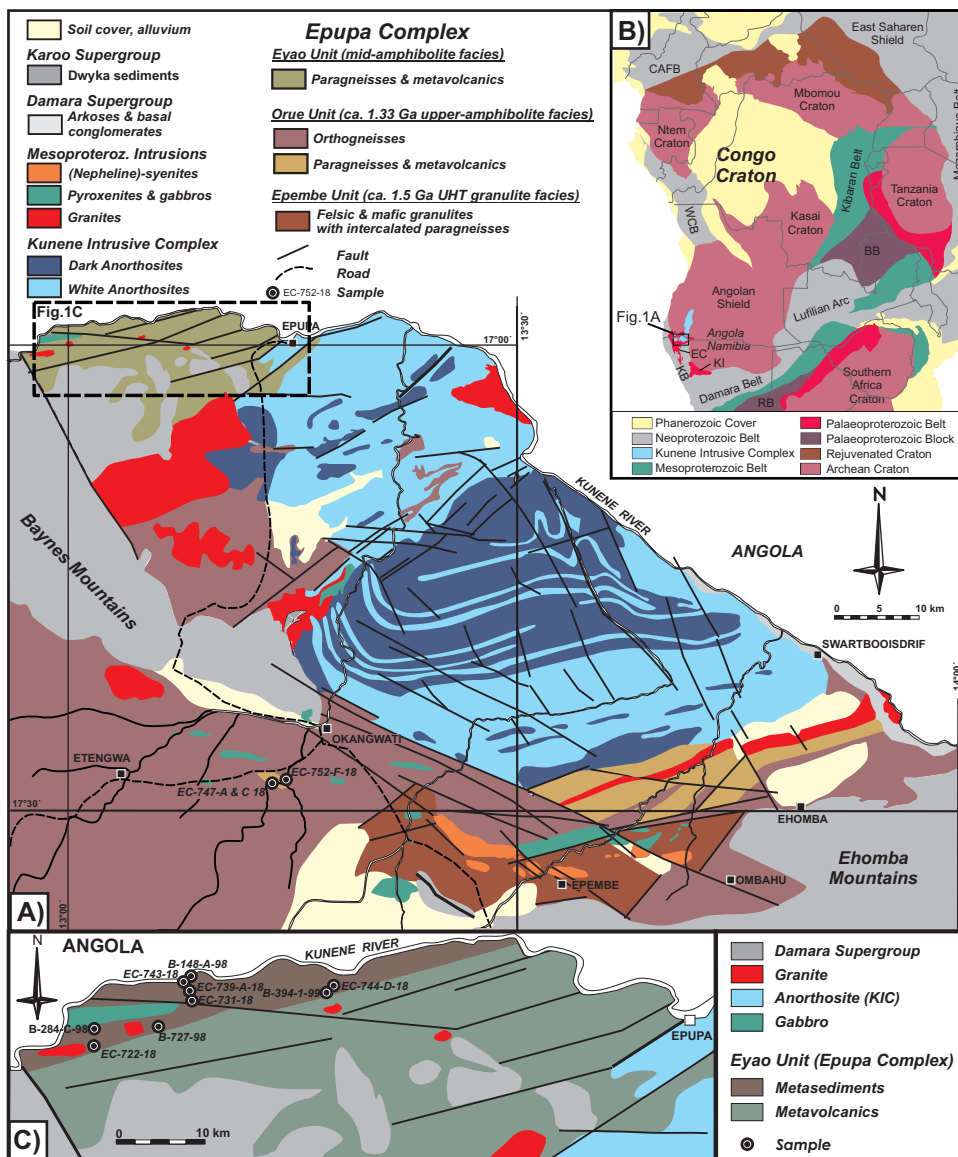 Soil cover, alluvium
Karoo Supergroup
Dwyka sediments
Damara Supergroup
Arkoses & basal
conglomerates
Mesoproteroz. Intrusions
(Nepheline)-syenites
Pyroxenites & gabbros
Granites
Kunene Intrusive Complex
Dark Anorthosites
White Anorthosites
Epupa Complex
Eyao Unit (mid-amphibolite facies)
Paragneisses & metavolcanics
Orue Unit (ca. 1.33 Ga upper-amphibolite facies)
Orthogneisses
Paragneisses & metavolcanics
Epembe Unit (ca. 1.5 Ga UHT granulite facies)
Felsic & mafic granulites
with intercalated paragneisses
Fault
Road
EC-752-18 Sample
Fig.1C
EPUPA
13°30´
17°00´
KUNENE RIVER
ANGOLA
N
0 5 10 km
Baynes Mountains
SWARTBOOISDRIF
14°00´
OKANGWATI
ETENGWA
EC-752-F-18
EC-747-A & C 18
17°30´
EHOMBA
Ehomba
Mountains
EPEMBE
OMBAHU
A)
13°00´
B)
East Saharen
Shield
CAFB
Mbomou
Craton
Ntem
Craton
Congo
Craton
Kibaran Belt
Mozambique Belt
Tanzania
Craton
WCB
Kasai
Craton
BB
Angolan
Shield
Lufilian Arc
Fig.1A
Angola
Namibia
EC
KI
KB
Damara Belt
RB
Southern
Africa
Craton
Phanerozoic Cover
Neoproterozoic Belt
Kunene Intrusive Complex
Mesoproterozoic Belt
Palaeoproterozoic Belt
Palaeoproterozoic Block
Rejuvenated Craton
Archean Craton
N
ANGOLA
KUNENE RIVER
B-148-A-98
EC-743-18
EC-739-A-18
EC-744-D-18
B-394-1-99
EC-731-18
B-284-C-98
B-727-98
EC-722-18
EPUPA
0 10 km
C)
Damara Supergroup
Granite
Anorthosite (KIC)
Gabbro
Eyao Unit (Epupa Complex)
Metasediments
Metavolcanics
Sample